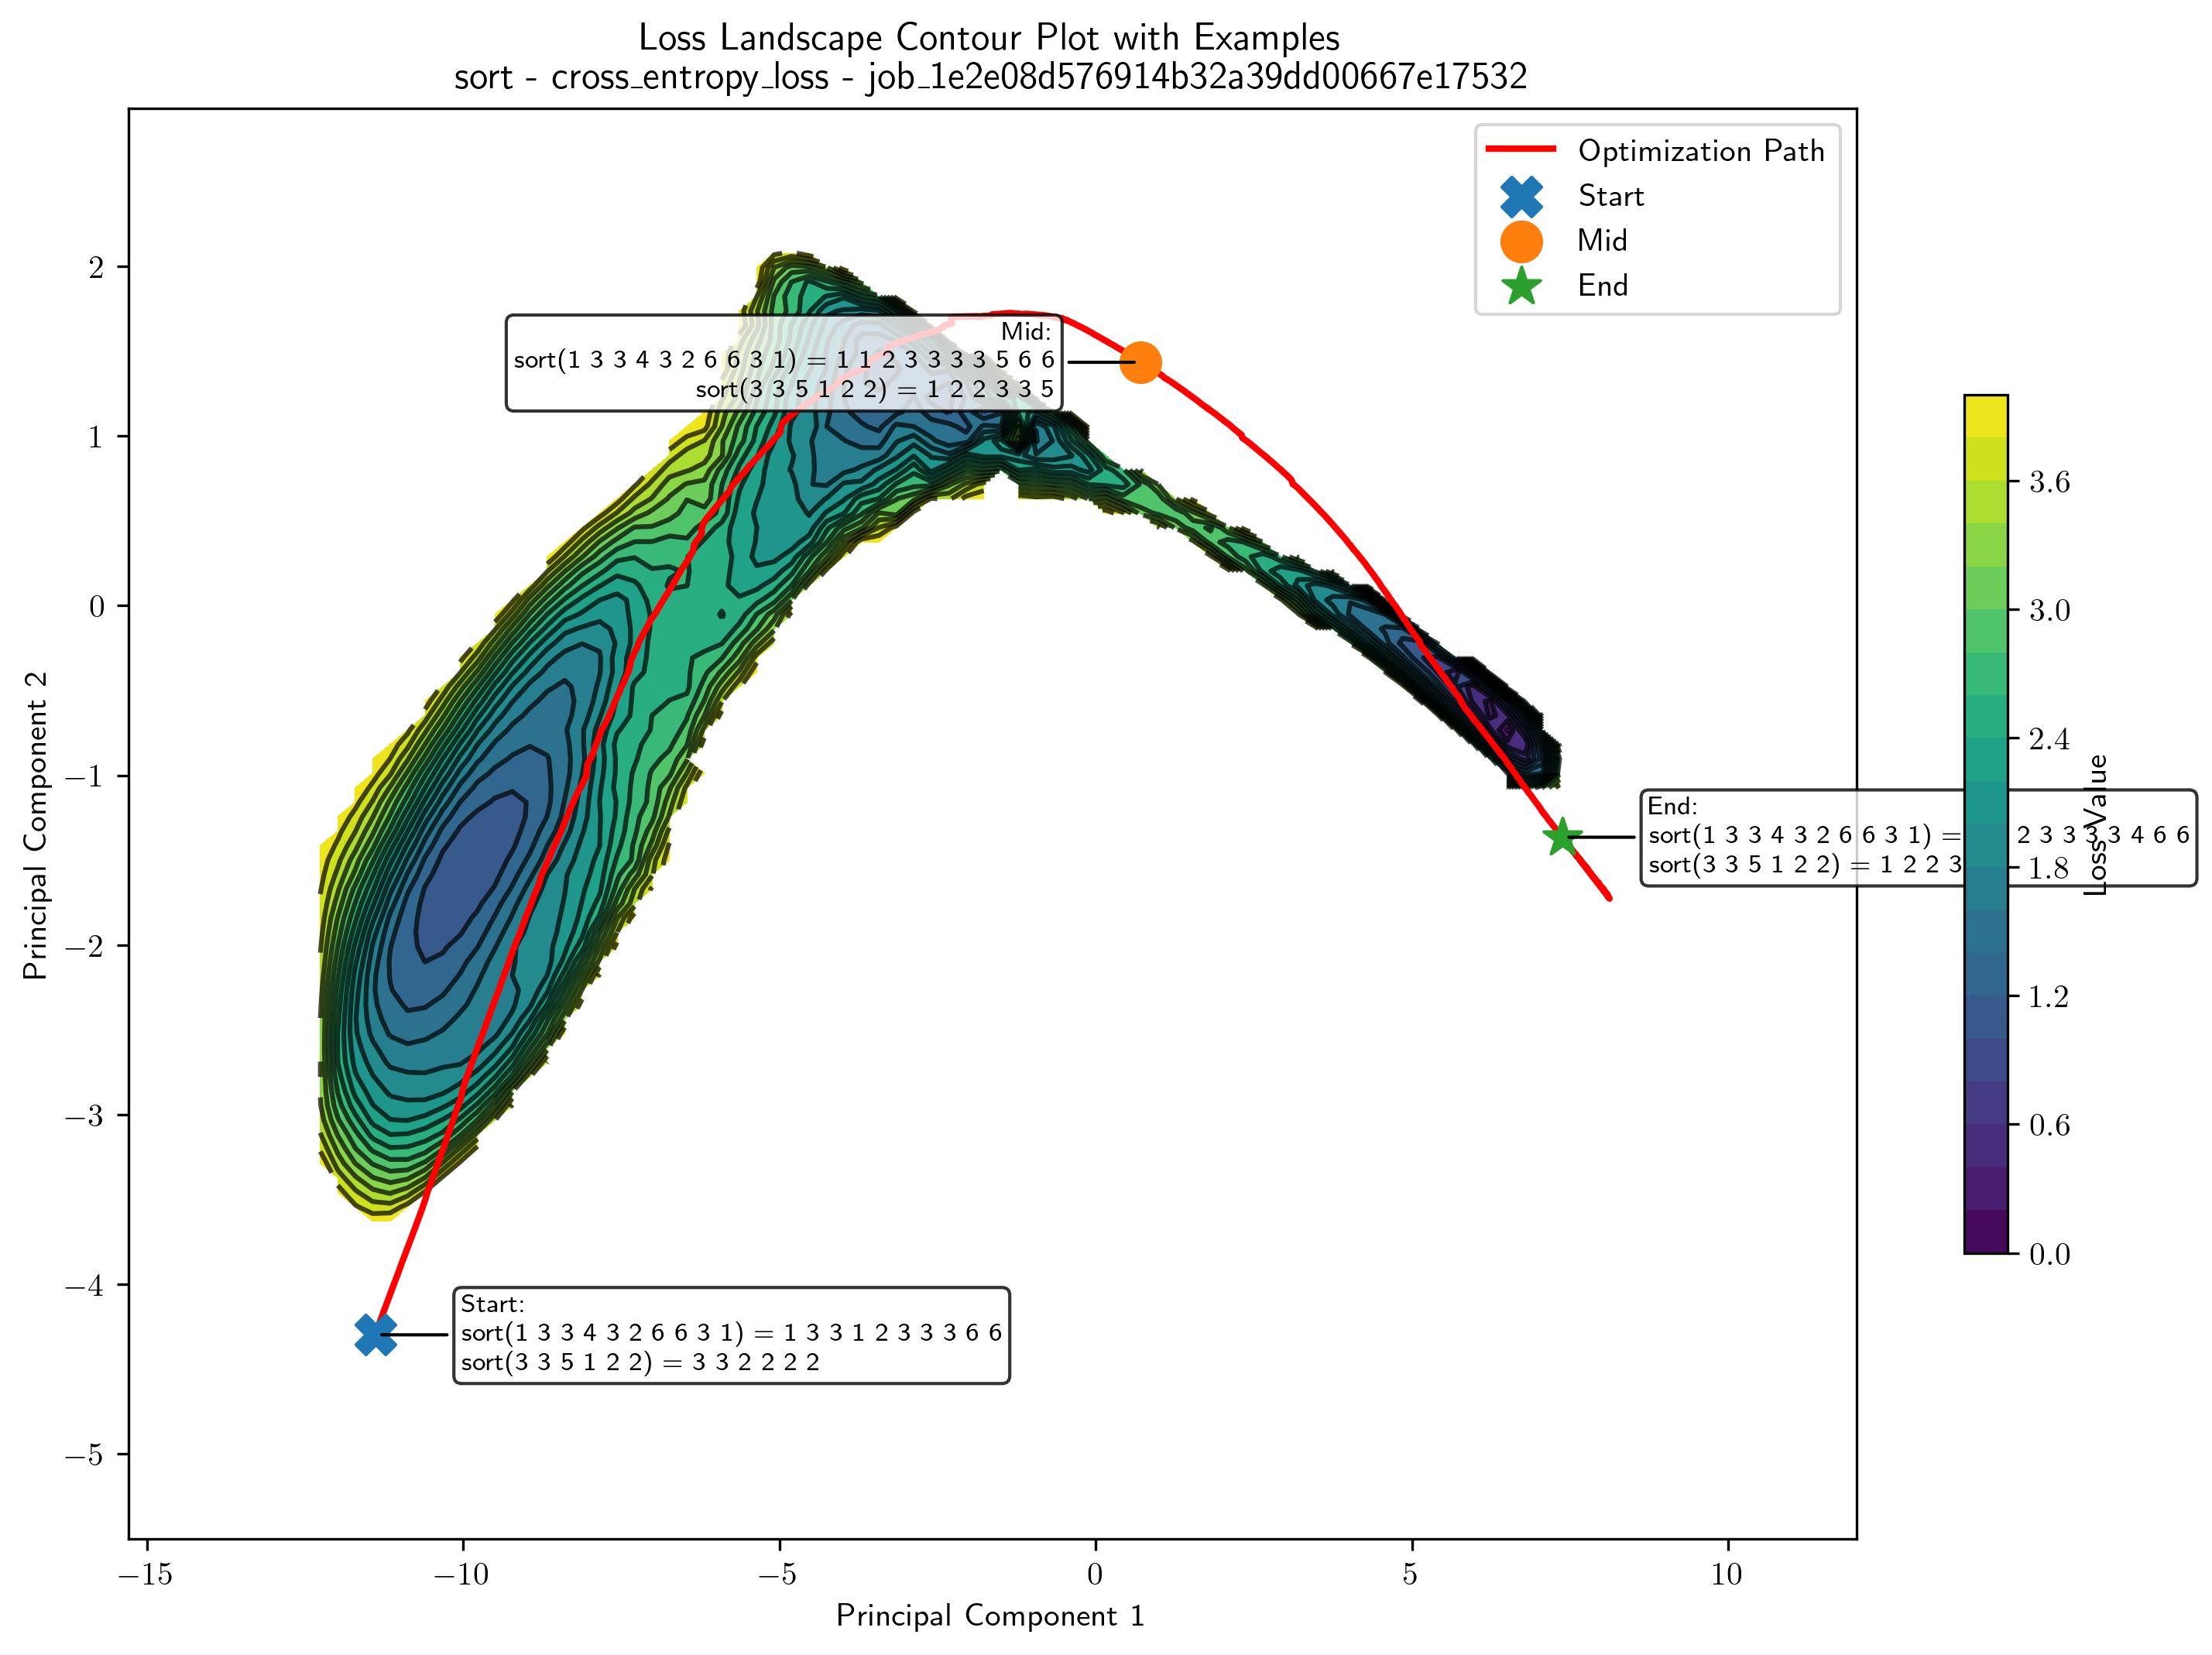 Loss Landscape Contour Plot with Examples
sort - cross_entropy_loss - job_1e2e08d576914b32a39dd00667e17532
Optimization Path
Start
Mid
End
Mid:
sort(1 3 3 4 3 2 6 6 3 1) = 1 1 2 3 3 3 3 5 6 6
sort(3 3 5 1 2 2) = 1 2 2 3 3 5
End:
sort(1 3 3 4 3 2 6 6 3 1) = 2 3 3 3 3 4 6 6
sort(3 3 5 1 2 2) = 1 2 2 3
Start:
sort(1 3 3 4 3 2 6 6 3 1) = 1 3 3 1 2 3 3 3 6 6
sort(3 3 5 1 2 2) = 3 3 2 2 2 2
2
1
0
−1
−2
−3
−4
−5
Principal Component 2
−15
−10
−5
0
5
10
Principal Component 1
3.6
3.0
2.4
1.8
1.2
0.6
0.0
Loss Value